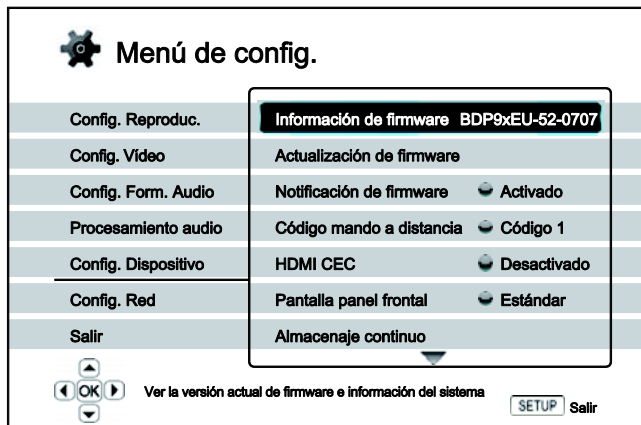 Menú de config.
Config. Reproduc.
Información de firmware BDP9xEU-52-0707
Config. Vídeo
Actualización de firmware
Config. Form. Audio
Notificación de firmware Activado
Procesamiento audio
Código mando a distancia Código 1
Config. Dispositivo
HDMI CEC Desactivado
Config. Red
Pantalla panel frontal Estándar
Salir
Almacenaje continuo
OK
Ver la versión actual de firmware e información del sistema
SETUP Salir